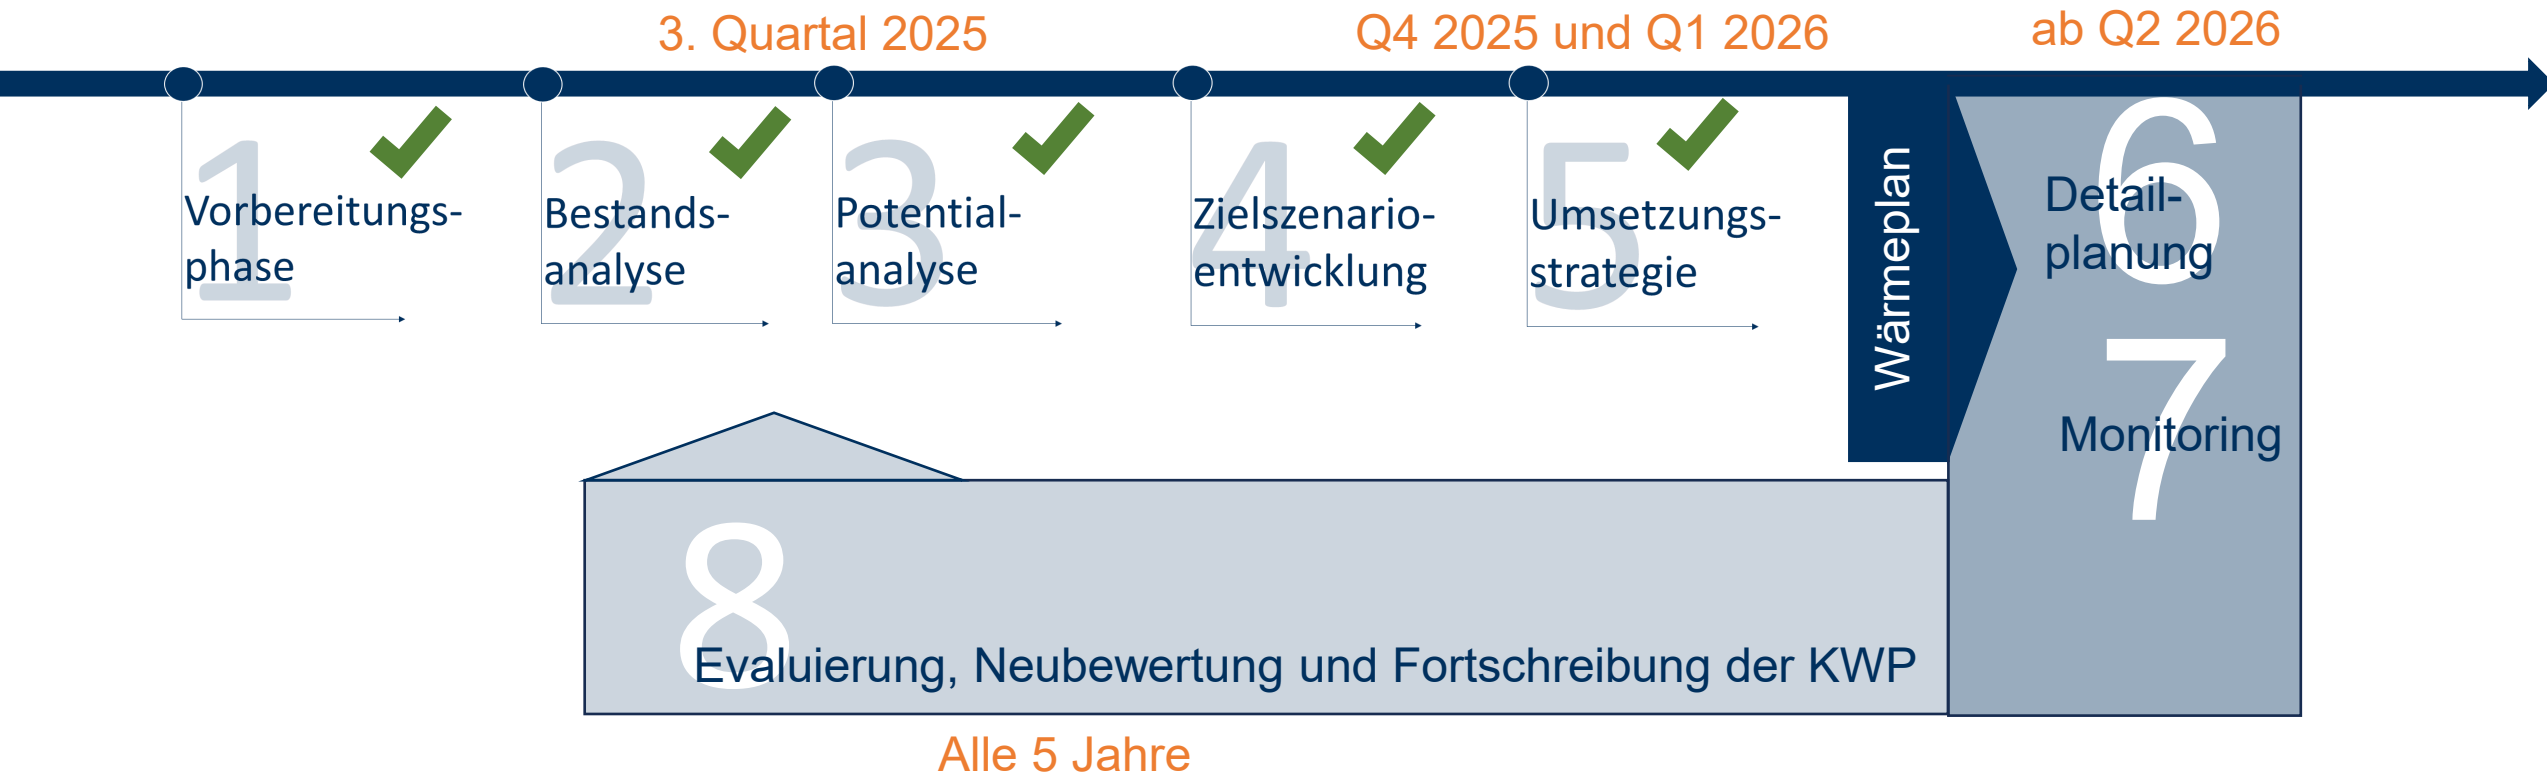 3. Quartal 2025
Q4 2025 und Q1 2026
ab Q2 2026
1
Vorbereitungs-
phase
2
Bestands-
analyse
3
Potential-
analyse
4
Zielszenario-
entwicklung
5
Umsetzungs-
strategie
Wärmeplan
6
Detail-
planung
7
Monitoring
8
Evaluierung, Neubewertung und Fortschreibung der KWP
Alle 5 Jahre